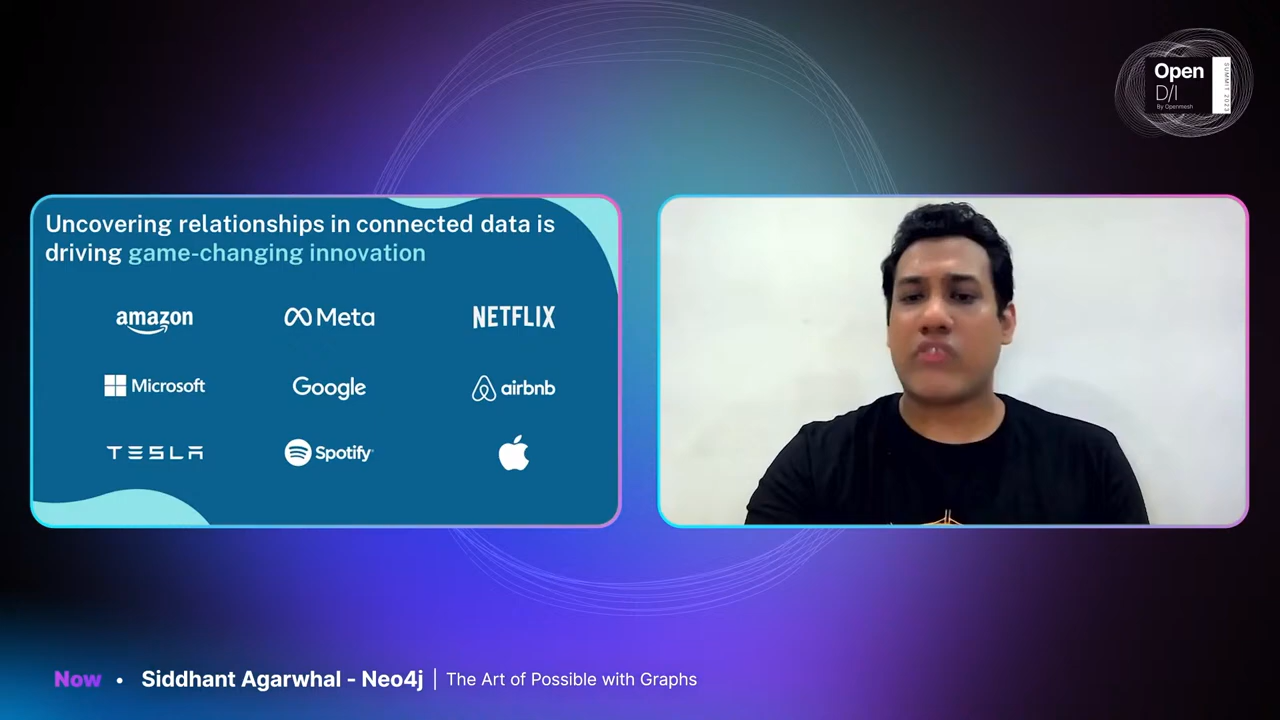 Open
D/I
By Openmesh
SUMMIT 2023
Uncovering relationships in connected data is
driving game-changing innovation
amazon
Meta
NETFLIX
Microsoft
Google
airbnb
TESLA
Spotify
Now • Siddhant Agarwhal - Neo4j | The Art of Possible with Graphs